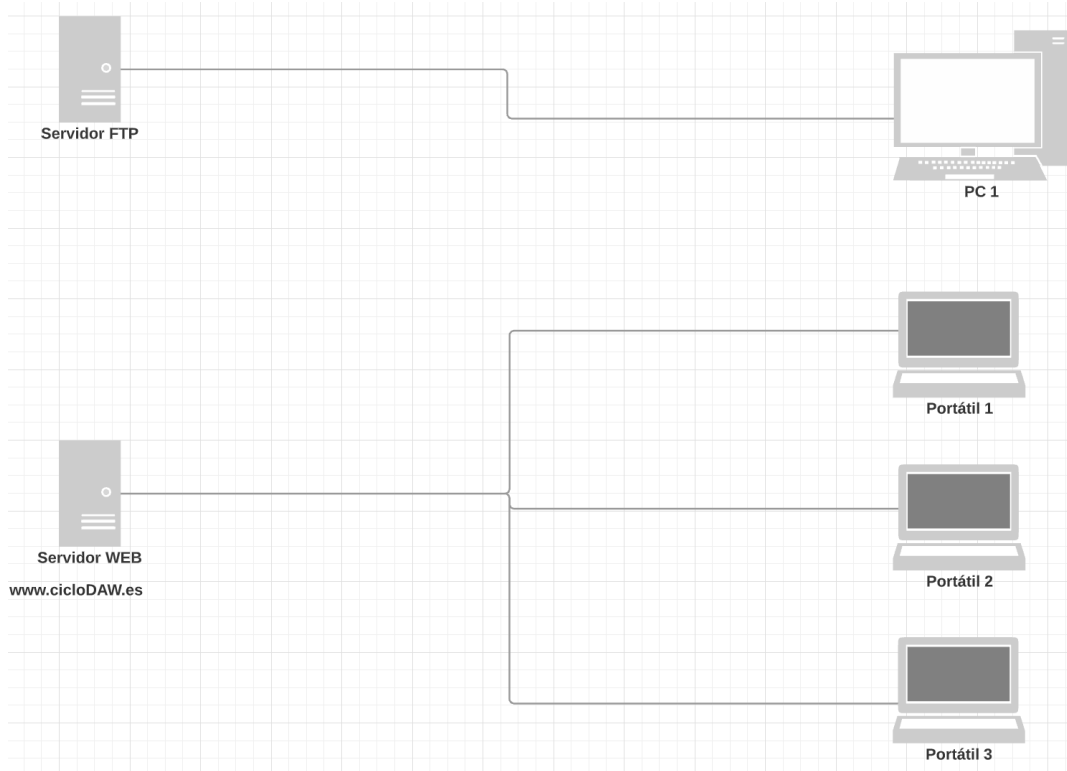 Servidor FTP
PC 1
Portátil 1
Servidor WEB
www.cicloDAW.es
Portátil 2
Portátil 3